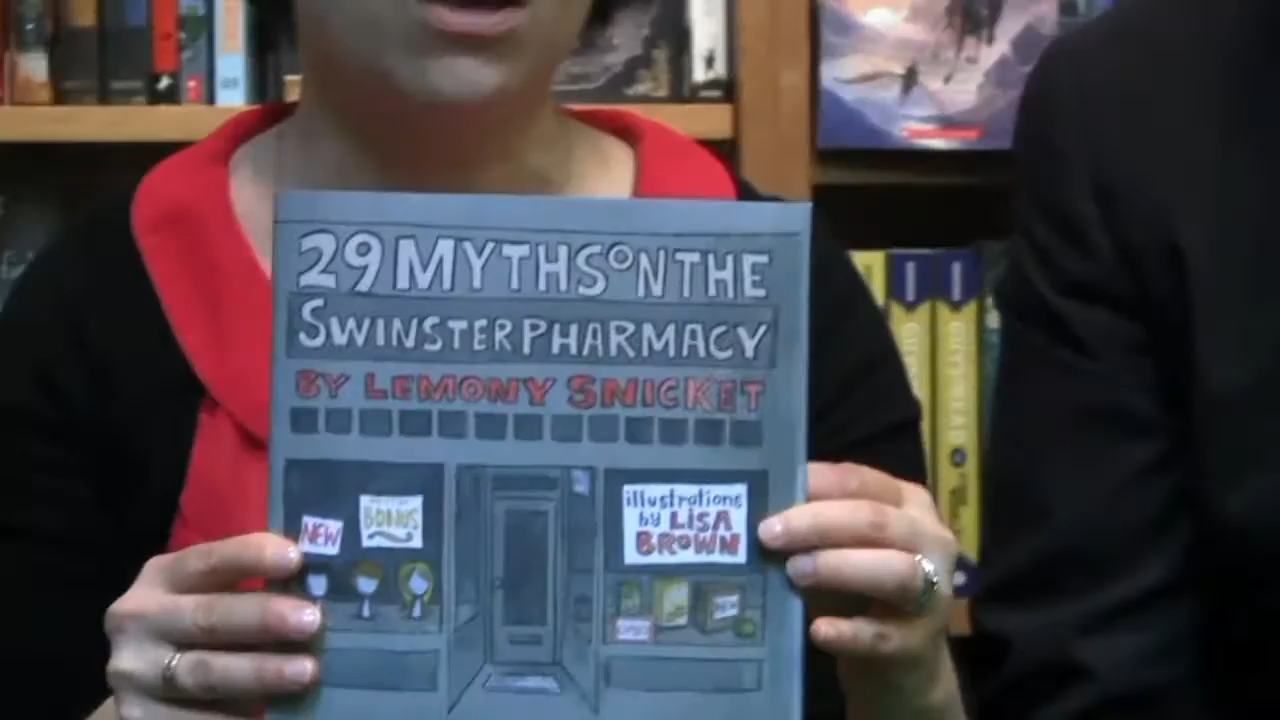 29 MYTHS ON THE
SWINSTER PHARMACY
BY LEMONY SNICKET
NEW
BONUS
illustrations
by LiSA
BROWN